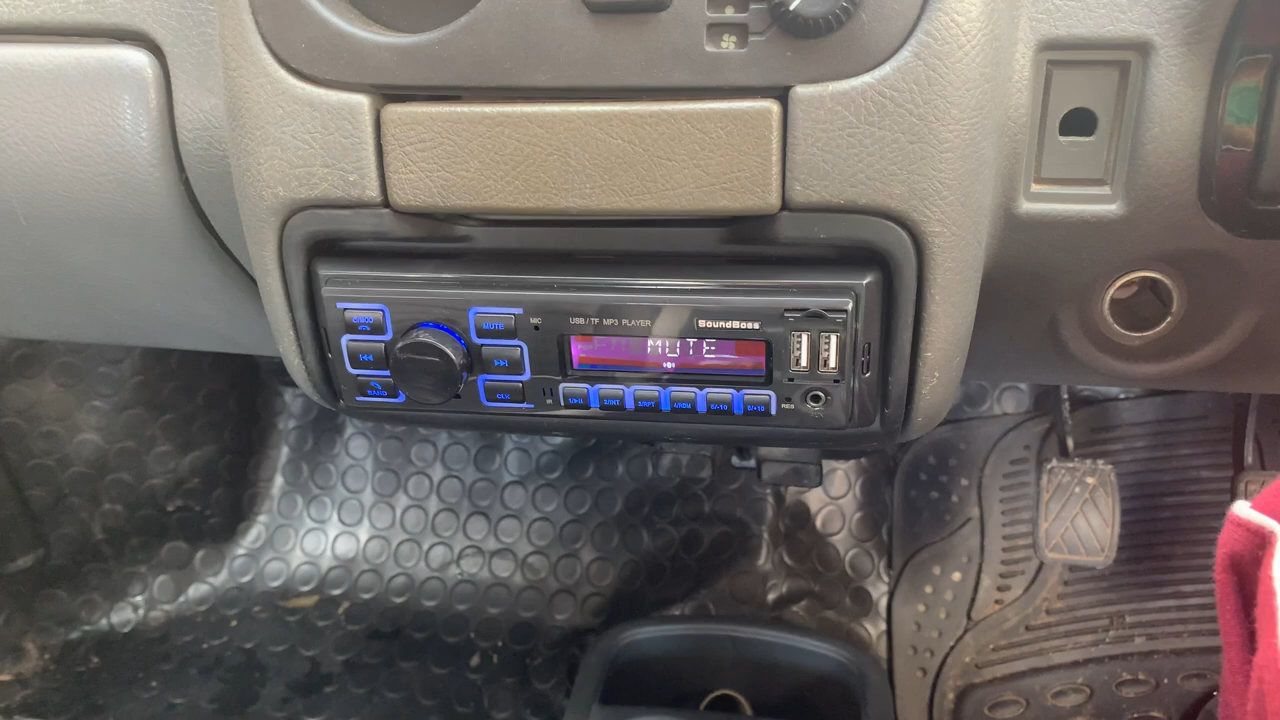 MUTE
MIC
USB / TF MP3 PLAYER
SoundBoss
MUTE
BAND
CLK
IR
1/▶II
2/INT
3/RPT
4/RDM
5/-10
6/+10
RES